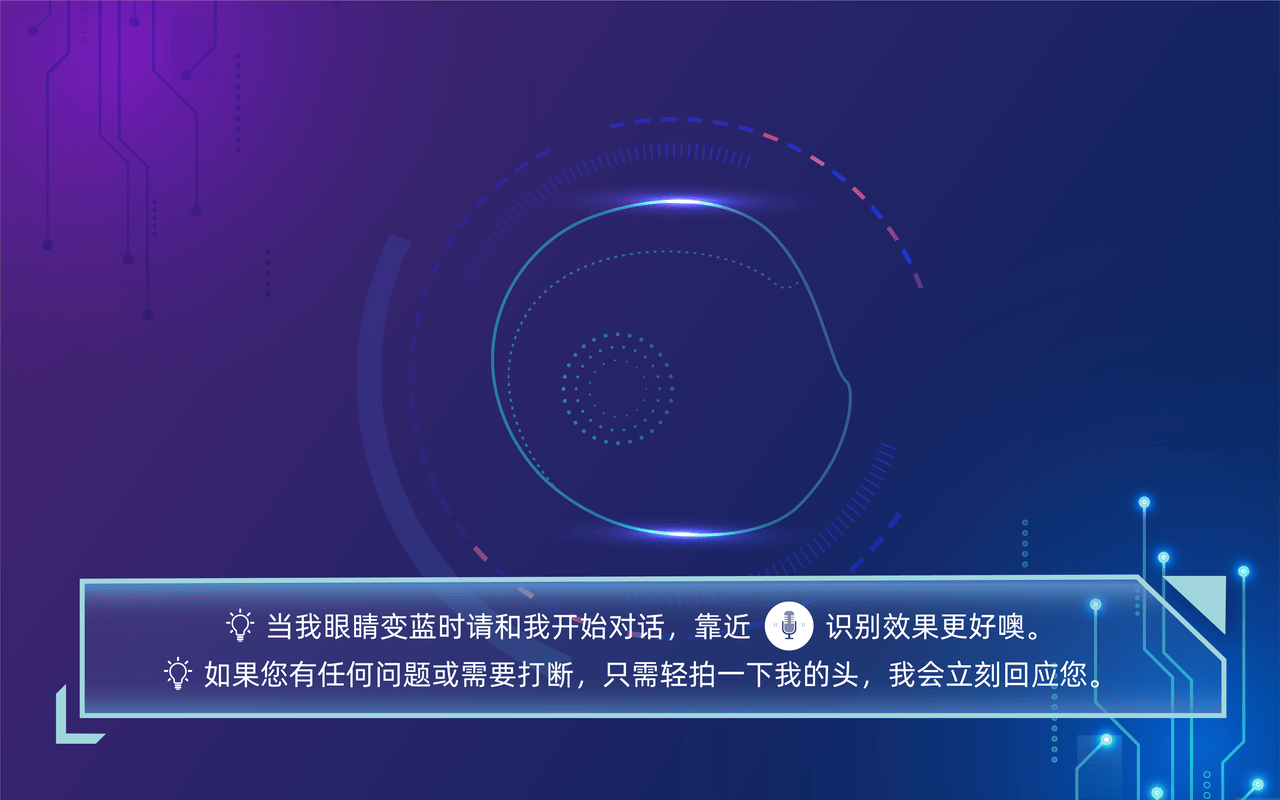 当我眼睛变蓝时请和我开始对话，靠近 识别效果更好噢。
如果您有任何问题或需要打断，只需轻拍一下我的头，我会立刻回应您。